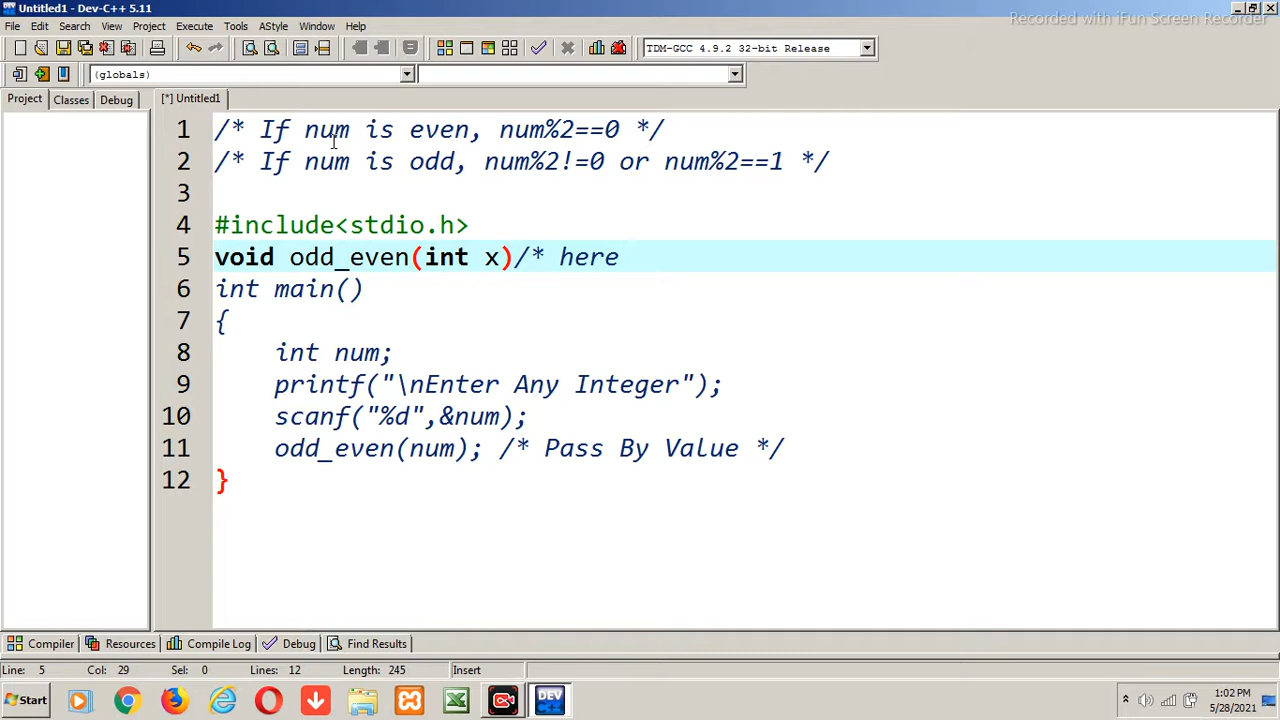 Untitled1 - Dev-C++ 5.11
Recorded with iFun Screen Recorder
File Edit Search View Project Execute Tools AStyle Window Help
TDM-GCC 4.9.2 32-bit Release
(globals)
Project Classes Debug [*] Untitled1
1 /* If num is even, num%2==0 */
2 /* If num is odd, num%2!=0 or num%2==1 */
3
4 #include<stdio.h>
5 void odd_even(int x)/* here
6 int main()
7 {
8 int num;
9 printf("\nEnter Any Integer");
10 scanf("%d",&num);
11 odd_even(num); /* Pass By Value */
12 }
Compiler Resources Compile Log Debug Find Results
Line: 5 Col: 29 Sel: 0 Lines: 12 Length: 245 Insert
Start DEV 1:02 PM
5/28/2021